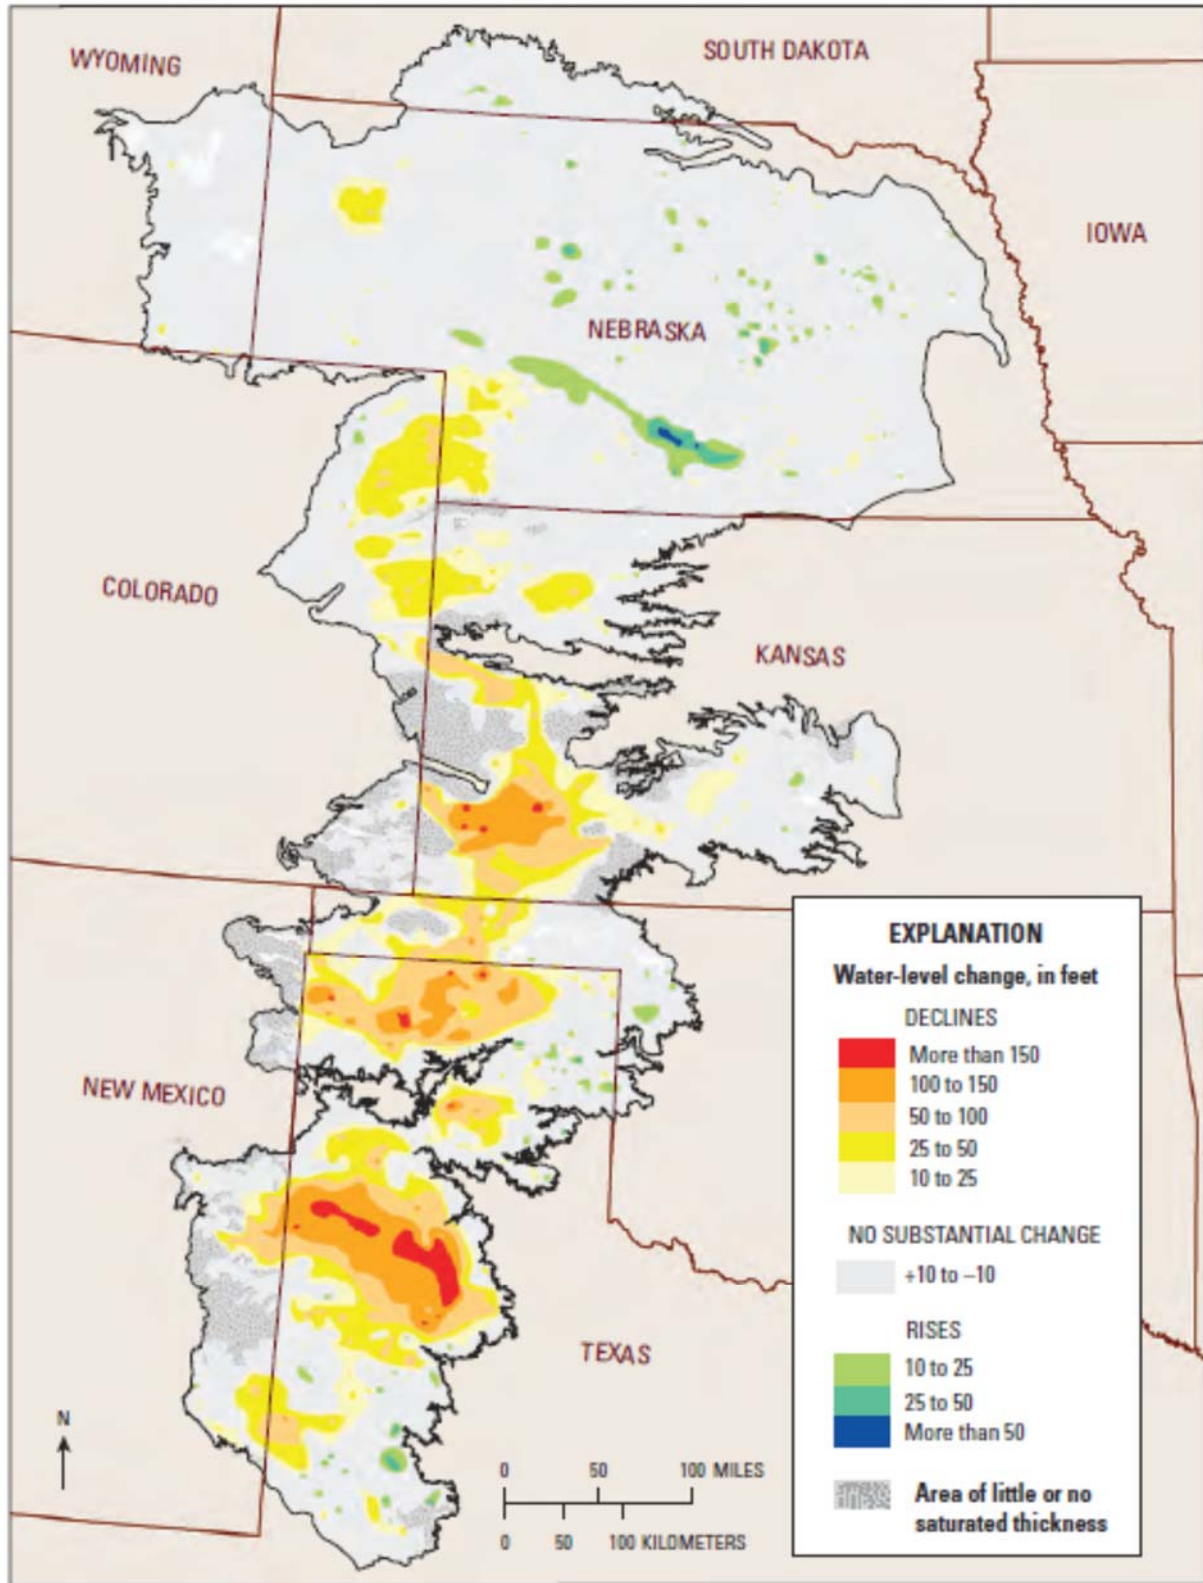 WYOMING
SOUTH DAKOTA
IOWA
NEBRASKA
COLORADO
KANSAS
NEW MEXICO
TEXAS
N
0 50 100 MILES
0 50 100 KILOMETERS
EXPLANATION
Water-level change, in feet
DECLINES
More than 150
100 to 150
50 to 100
25 to 50
10 to 25
NO SUBSTANTIAL CHANGE
+10 to –10
RISES
10 to 25
25 to 50
More than 50
Area of little or no
saturated thickness